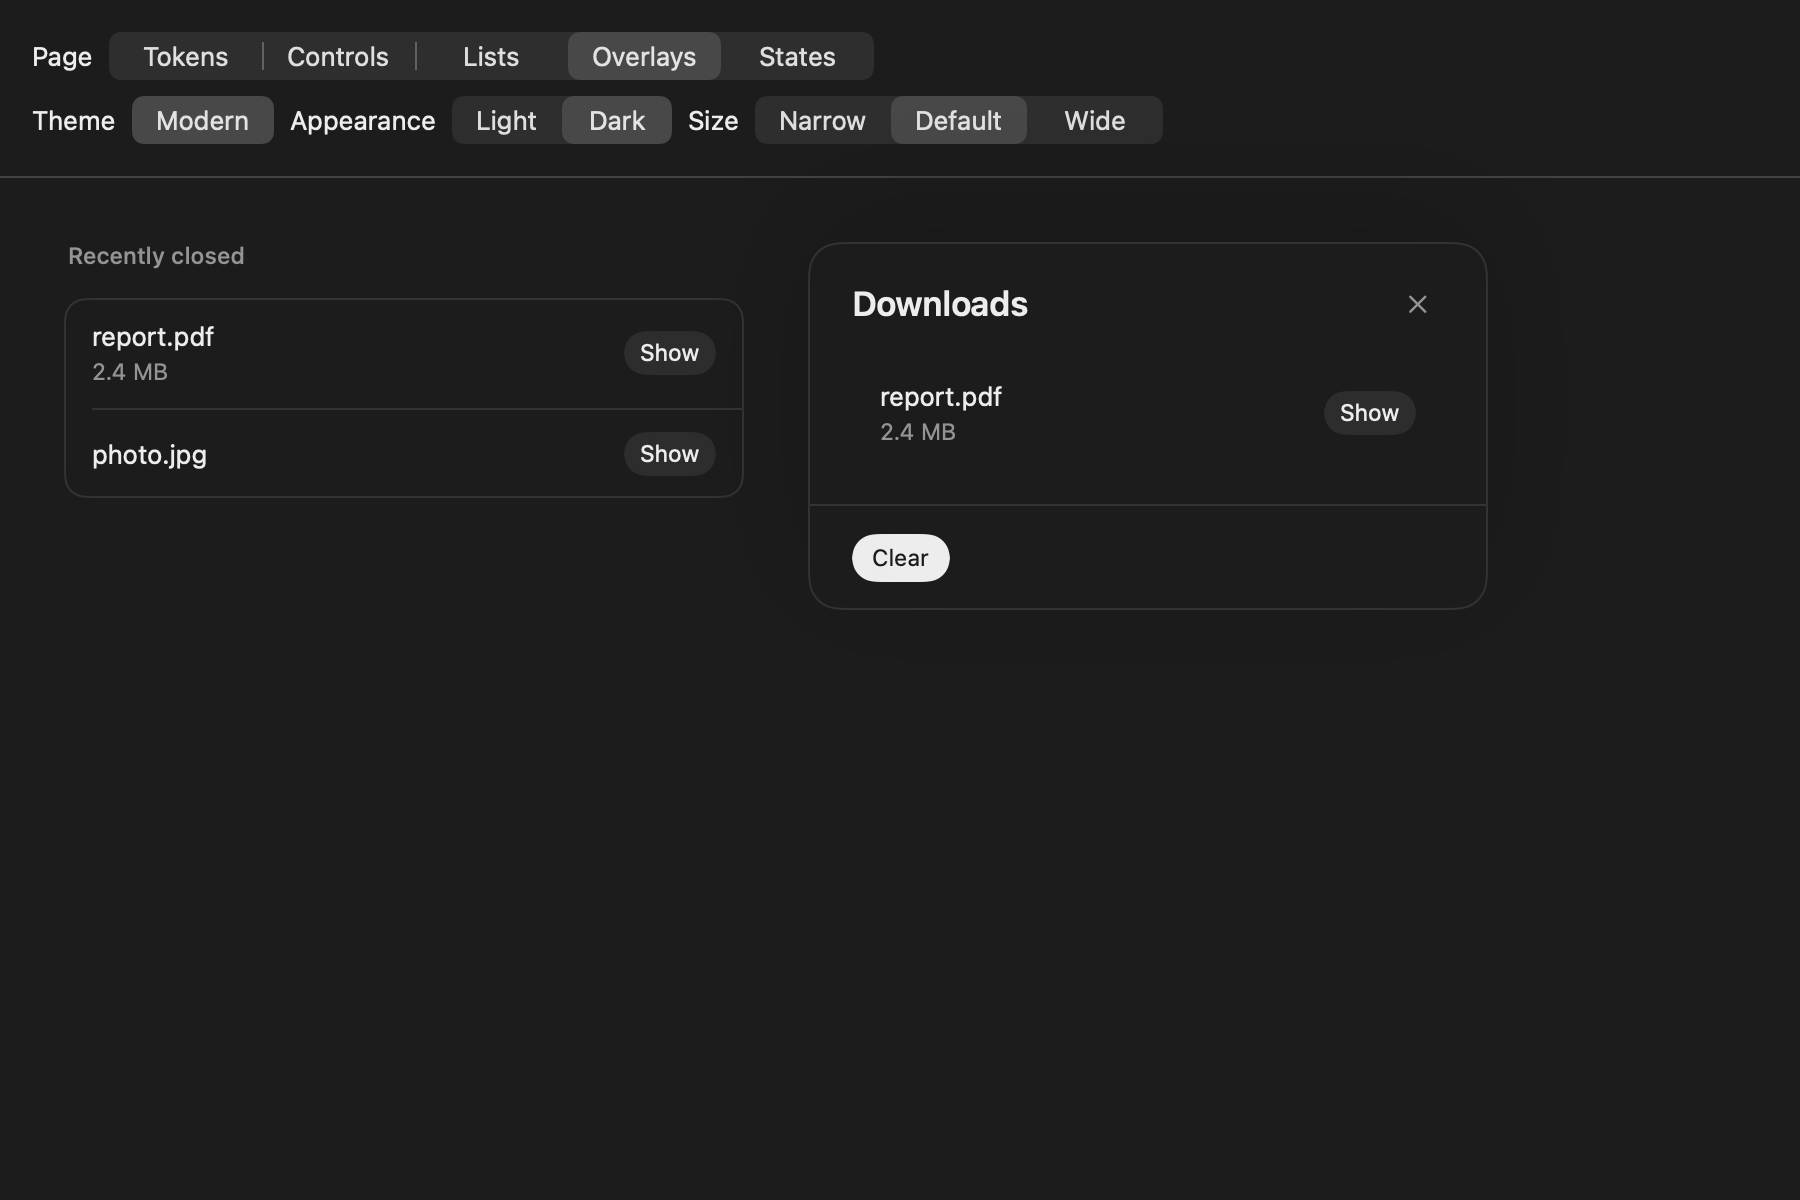 Page Tokens Controls Lists Overlays States
Theme Modern Appearance Light Dark Size Narrow Default Wide
Recently closed
report.pdf
2.4 MB
Show
photo.jpg
Show
Downloads
report.pdf
2.4 MB
Show
Clear